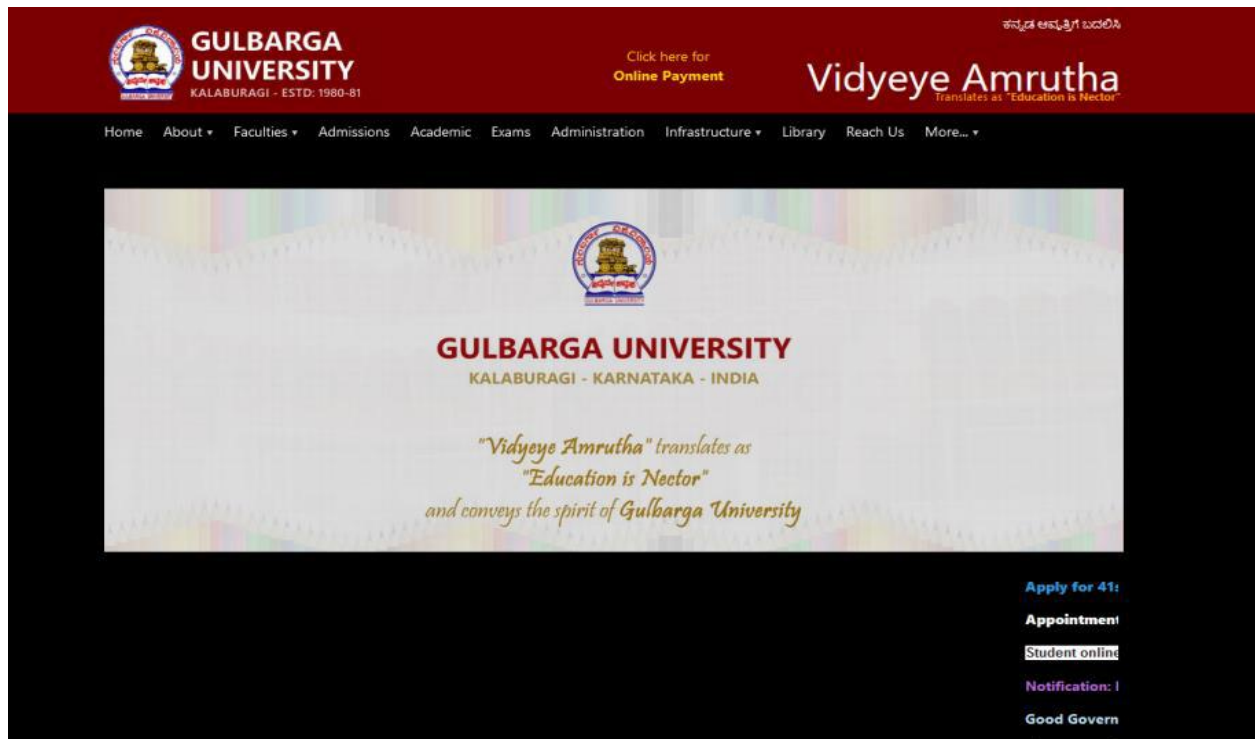 ಕನ್ನಡ ಆವೃತ್ತಿಗೆ ಬದಲಿಸಿ
GULBARGA
UNIVERSITY
KALABURAGI - ESTD: 1980-81
Click here for
Online Payment
Vidyeye Amrutha
Translates as "Education is Nector"
Home About Faculties Admissions Academic Exams Administration Infrastructure Library Reach Us More...
GULBARGA UNIVERSITY
KALABURAGI - KARNATAKA - INDIA
"Vidyeye Amrutha" translates as
"Education is Nector"
and conveys the spirit of Gulbarga University
Apply for
Appointment
Student online
Notification:
Good Govern